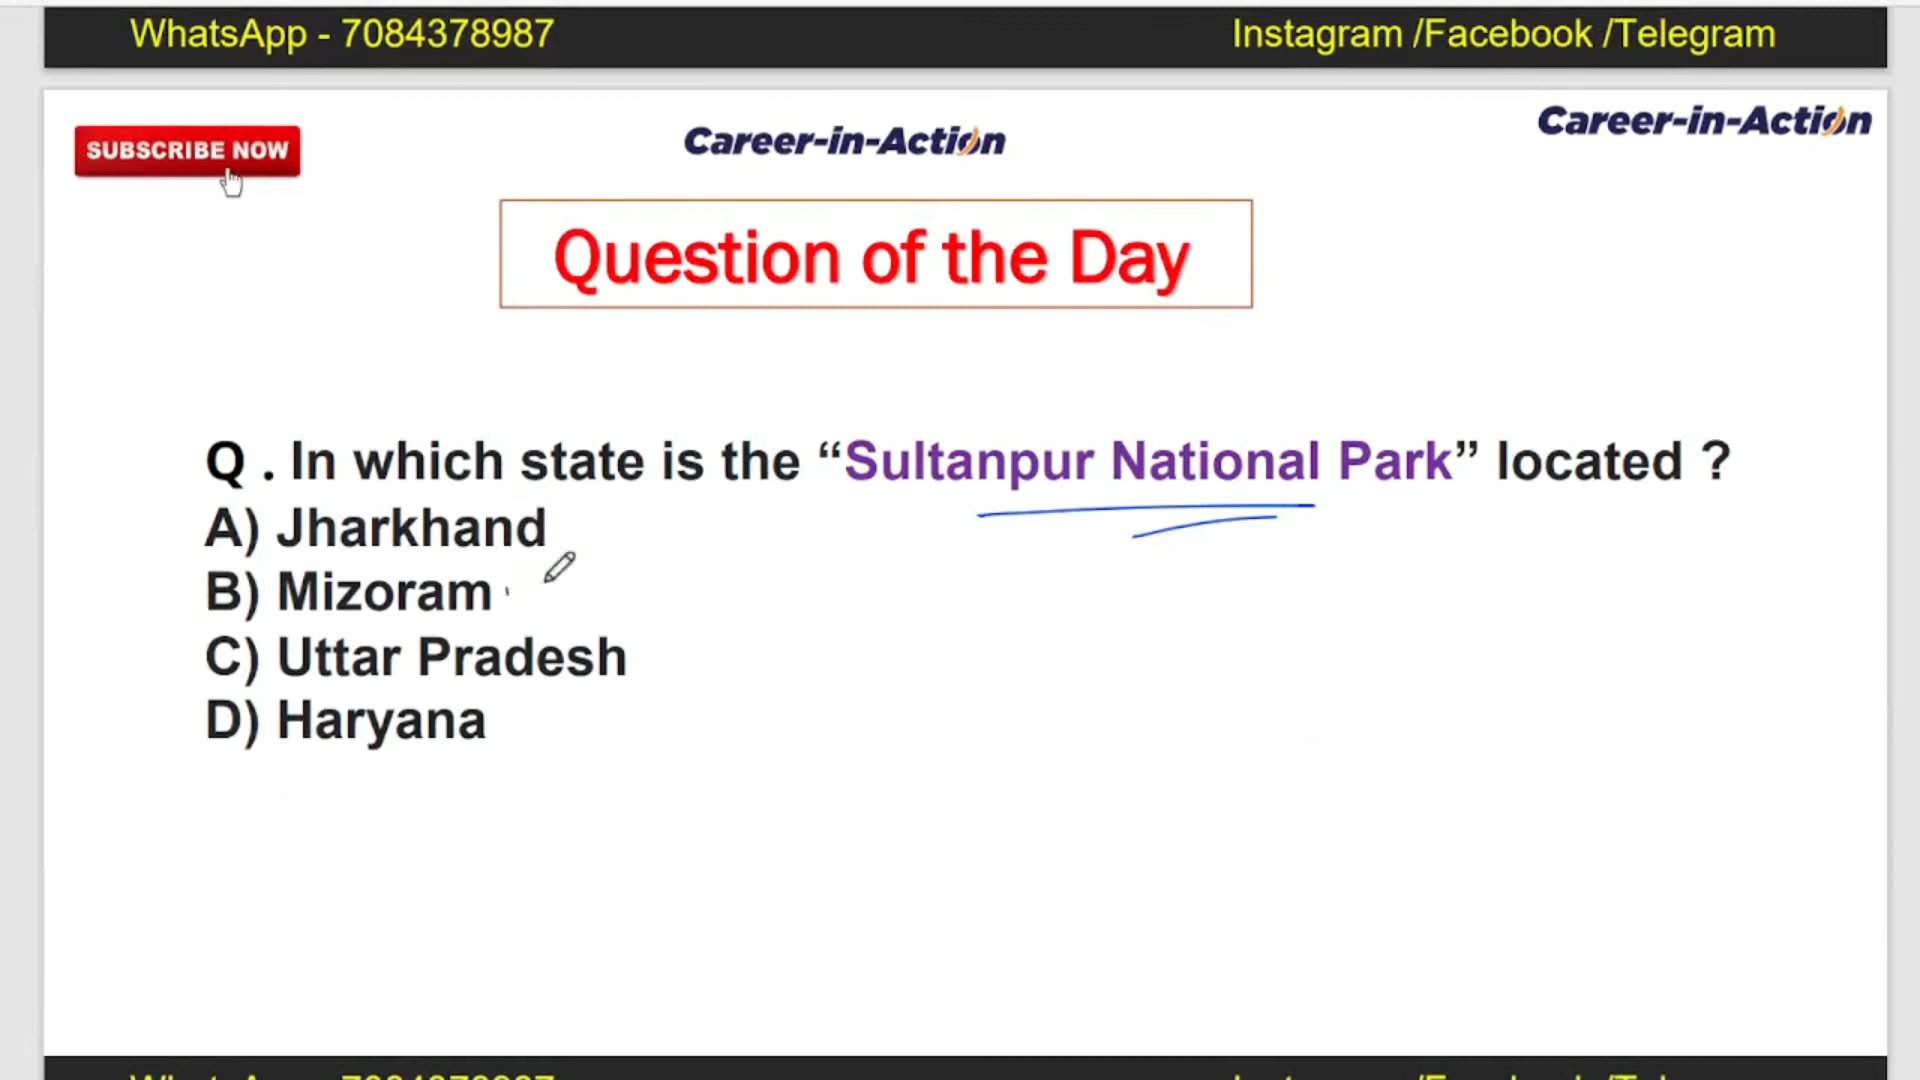 WhatsApp - 7084378987 Instagram /Facebook /Telegram
SUBSCRIBE NOW Career-in-Action Career-in-Action
Question of the Day
Q . In which state is the “Sultanpur National Park” located ?
A) Jharkhand
B) Mizoram
C) Uttar Pradesh
D) Haryana